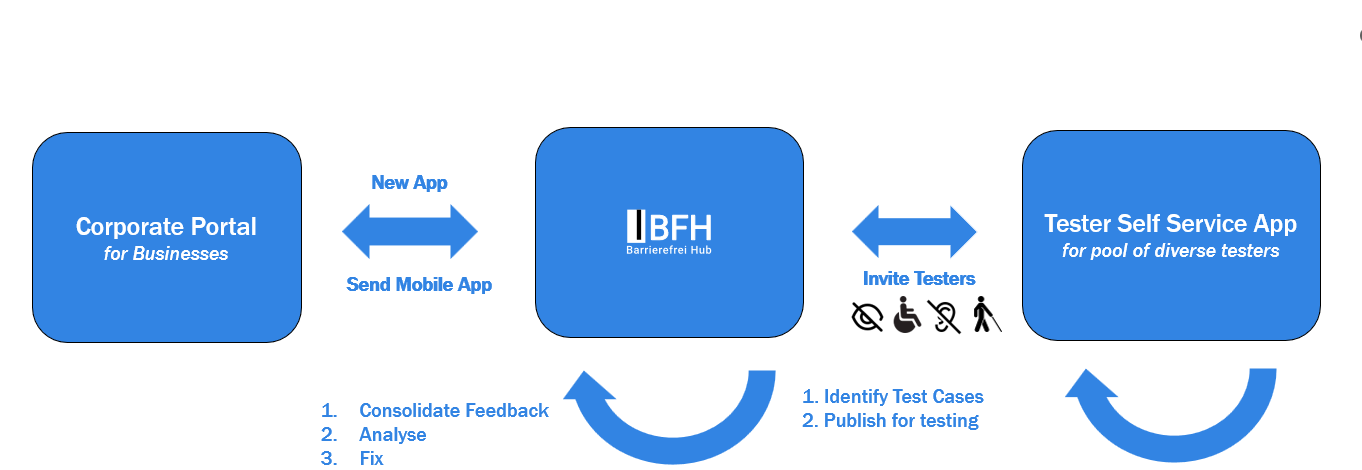 Corporate Portal
for Businesses
New App
Send Mobile App
BFH
Barrierefrei Hub
Invite Testers
Tester Self Service App
for pool of diverse testers
1. Consolidate Feedback
2. Analyse
3. Fix
1. Identify Test Cases
2. Publish for testing